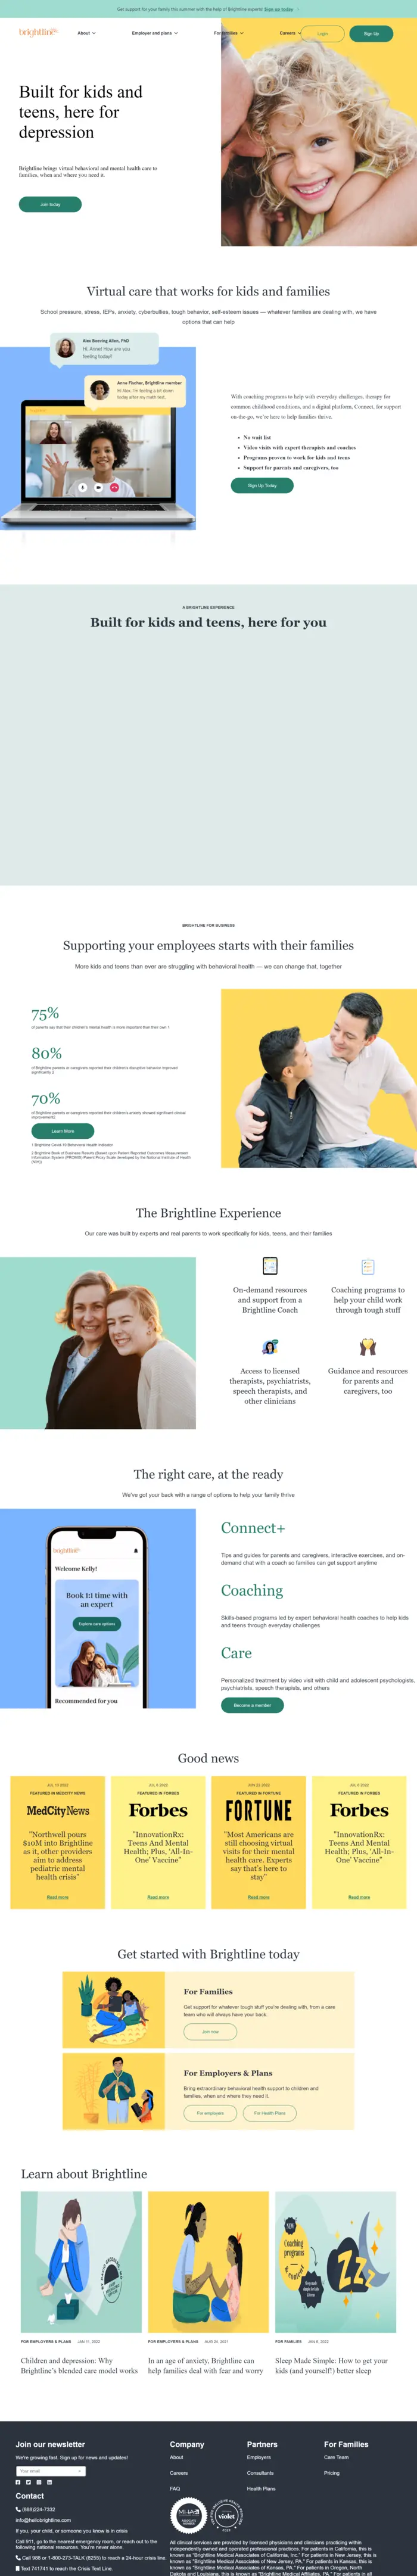 Get support for your family this summer with the help of Brightline experts! Sign up today
brightline
About
Employer and plans
For families
Careers
Login
Sign Up
Built for kids and
teens, here for
depression
Brightline brings virtual behavioral and mental health care to
families, when and where you need it.
Join today
Virtual care that works for kids and families
School pressure, stress, IEPs, anxiety, cyberbullies, tough behavior, self-esteem issues — whatever families are dealing with, we have
options that can help
Alex Boeving Allen, PhD
Hi, Anna! How are you
feeling today?
Anna Fischer, Brightline member
Hi Alex. I'm feeling a bit down
today after my math test.
With coaching programs to help with everyday challenges, therapy for
common childhood conditions, and a digital platform, Connect, for support
on-the-go, we're here to help families thrive.
No wait list
Video visits with expert therapists and coaches
Programs proven to work for kids and teens
Support for parents and caregivers, too
Sign Up Today
A BRIGHTLINE EXPERIENCE
Built for kids and teens, here for you
BRIGHTLINE FOR BUSINESS
Supporting your employees starts with their families
More kids and teens than ever are struggling with behavioral health — we can change that, together
75%
of parents say that their children's mental health is more important than their own 1
80%
of Brightline parents or caregivers reported their children's disruptive behavior improved
significantly 2
70%
of Brightline parents or caregivers reported their children's anxiety showed significant clinical
improvement2
Learn More
1 Brightline Covid-19 Behavioral Health Indicator
2 Brightline Book of Business Results (Based upon Parent-Reported Outcomes Measurement
Information System (PROMIS) Parent Proxy Scale developed by the National Institute of Health
(NIH))
The Brightline Experience
Our care was built by experts and real parents to work specifically for kids, teens, and their families
On-demand resources
and support from a
Brightline Coach
Coaching programs to
help your child work
through tough stuff
Access to licensed
therapists, psychiatrists,
speech therapists, and
other clinicians
Guidance and resources
for parents and
caregivers, too
The right care, at the ready
We've got your back with a range of options to help your family thrive
brightline
Welcome Kelly!
Book 1:1 time with
an expert
Explore care options
Recommended for you
Connect+
Tips and guides for parents and caregivers, interactive exercises, and on-
demand chat with a coach so families can get support anytime
Coaching
Skills-based programs led by expert behavioral health coaches to help kids
and teens through everyday challenges
Care
Personalized treatment by video visit with child and adolescent psychologists,
psychiatrists, speech therapists, and others
Become a member
Good news
JUL 13 2022
FEATURED IN MEDCITY NEWS
MedCityNews
"Northwell pours
$10M into Brightline
as it, other providers
aim to address
pediatric mental
health crisis"
Read more
JUL 6 2022
FEATURED IN FORBES
Forbes
"InnovationRx:
Teens And Mental
Health; Plus, 'All-In-
One' Vaccine"
Read more
JUN 23 2022
FEATURED IN FORTUNE
FORTUNE
"Most Americans are
still choosing virtual
visits for their mental
health care. Experts
say that's here to
stay"
Read more
JUL 6 2022
FEATURED IN FORBES
Forbes
"InnovationRx:
Teens And Mental
Health; Plus, 'All-In-
One' Vaccine"
Read more
Get started with Brightline today
For Families
Get support for whatever tough stuff you're dealing with, from a care
team who will always have your back.
Join now
For Employers & Plans
Bring extraordinary behavioral health support to children and
families, when and where they need it.
For employers
For Health Plans
Learn about Brightline
NEW
Coaching
programs
ZZZ
FOR EMPLOYERS & PLANS
JAN 11, 2022
Children and depression: Why
Brightline's blended care model works
FOR EMPLOYERS & PLANS
AUG 24, 2021
In an age of anxiety, Brightline can
help families deal with fear and worry
FOR FAMILIES
JAN 6, 2022
Sleep Made Simple: How to get your
kids (and yourself!) better sleep
Join our newsletter
We're growing fast. Sign up for news and updates!
Your email
Contact
(888)224-7332
info@hellobrightline.com
If you, your child, or someone you know is in crisis
Call 911, go to the nearest emergency room, or reach out to the
following national resources. You're never alone.
Call 988 or 1-800-273-TALK (8255) to reach a 24-hour crisis line.
Text 741741 to reach the Crisis Text Line.
Company
About
Careers
FAQ
Partners
Employers
Consultants
Health Plans
For Families
Care Team
Pricing
violet
All clinical services are provided by licensed physicians and clinicians practicing within
independently owned and operated professional practices. For patients in California, this is
known as "Brightline Medical Associates of California, Inc." For patients in New Jersey, this is
known as "Brightline Medical Associates of New Jersey, PA." For patients in Kansas, this is
known as "Brightline Medical Associates of Kansas, PA." For patients in Oregon, North
Dakota and Louisiana, this is known as "Brightline Medical Affiliates, PA." For patients in all